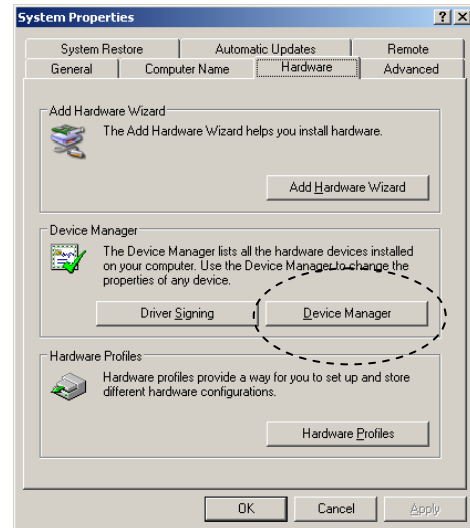 System Properties
System Restore Automatic Updates Remote
General Computer Name Hardware Advanced
Add Hardware Wizard
The Add Hardware Wizard helps you install hardware.
Add Hardware Wizard
Device Manager
The Device Manager lists all the hardware devices installed
on your computer. Use the Device Manager to change the
properties of any device.
Driver Signing Device Manager
Hardware Profiles
Hardware profiles provide a way for you to set up and store
different hardware configurations.
Hardware Profiles
OK Cancel Apply